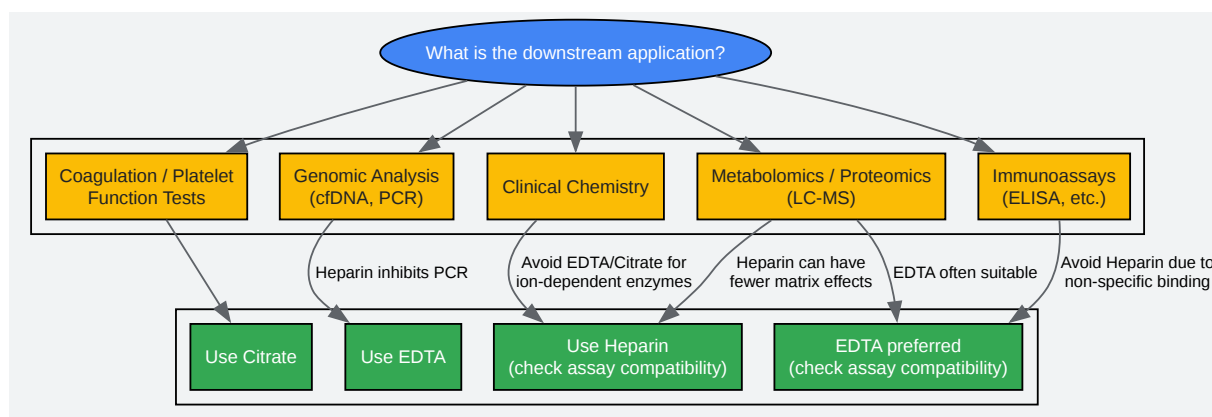 What is the downstream application?
Coagulation / Platelet
Function Tests
Genomic Analysis
(cfDNA, PCR)
Clinical Chemistry
Metabolomics / Proteomics
(LC-MS)
Immunoassays
(ELISA, etc.)
Heparin inhibits PCR
Avoid EDTA/Citrate for
ion-dependent enzymes
Heparin can have
fewer matrix effects
EDTA often suitable
Avoid Heparin due to
non-specific binding
Use Citrate
Use EDTA
Use Heparin
(check assay compatibility)
EDTA preferred
(check assay compatibility)